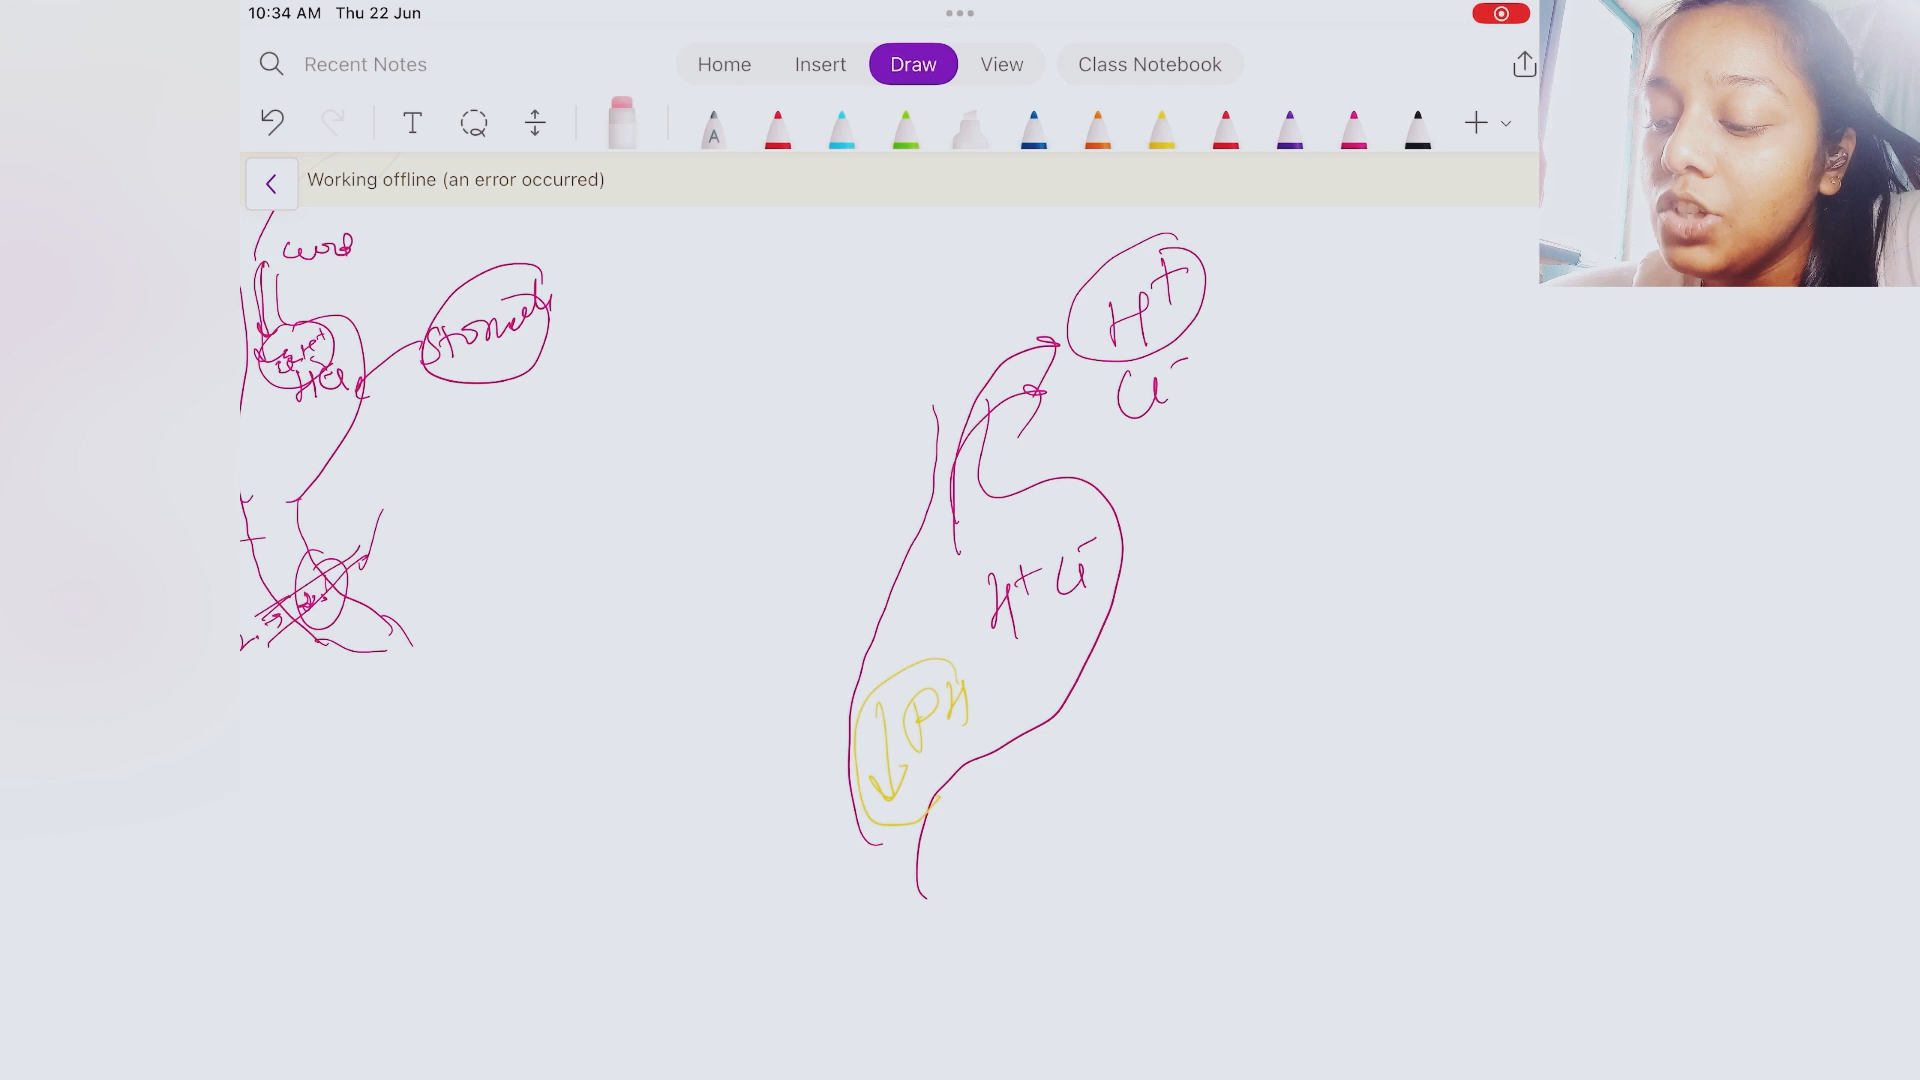 10:34 AM Thu 22 Jun
Recent Notes
Home Insert Draw View Class Notebook
T
A
Working offline (an error occurred)
H+
Cl-
HCl
H+ Cl-
↓ PH